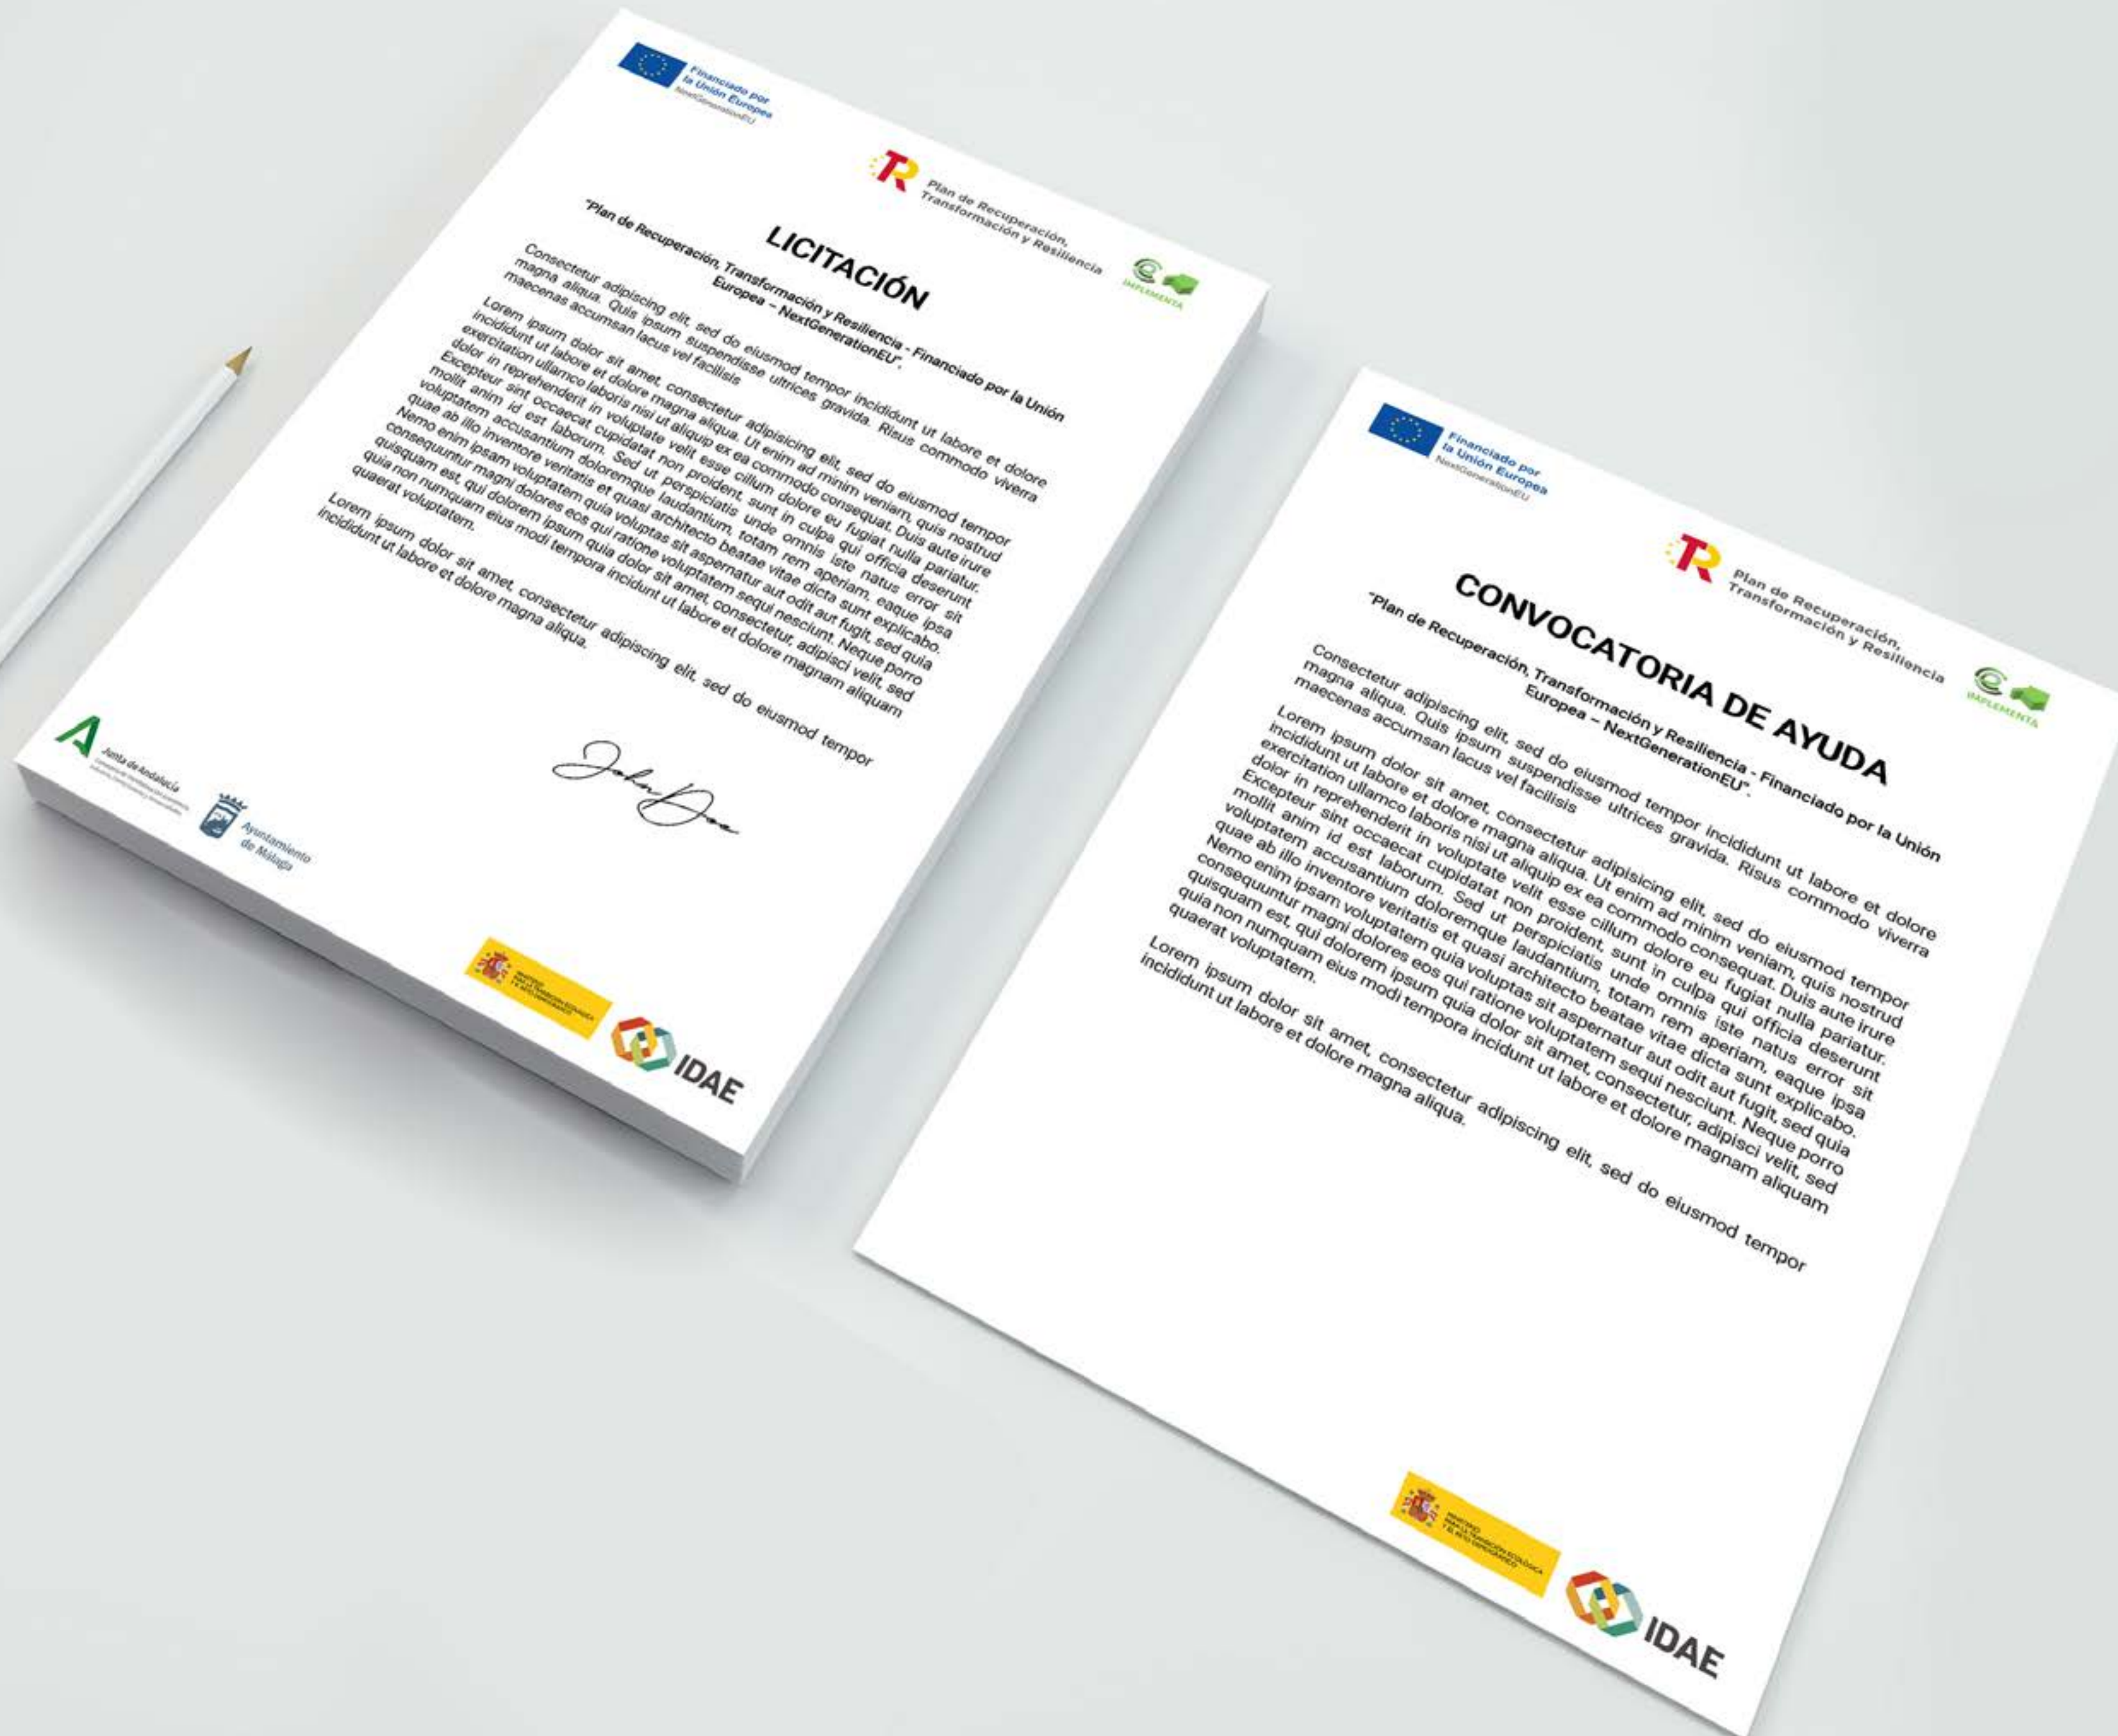 Financiado por
la Unión Europea
NextGenerationEU
Plan de Recuperación,
Transformación y Resiliencia
IMPLEMENTA
LICITACIÓN
"Plan de Recuperación, Transformación y Resiliencia - Financiado por la Unión
Europea – NextGenerationEU".
Consectetur adipiscing elit, sed do eiusmod tempor incididunt ut labore et dolore
magna aliqua. Quis ipsum suspendisse ultrices gravida. Risus commodo viverra
maecenas accumsan lacus vel facilisis
Lorem ipsum dolor sit amet, consectetur adipisicing elit, sed do eiusmod tempor
incididunt ut labore et dolore magna aliqua. Ut enim ad minim veniam, quis nostrud
exercitation ullamco laboris nisi ut aliquip ex ea commodo consequat. Duis aute irure
dolor in reprehenderit in voluptate velit esse cillum dolore eu fugiat nulla pariatur.
Excepteur sint occaecat cupidatat non proident, sunt in culpa qui officia deserunt
mollit anim id est laborum. Sed ut perspiciatis unde omnis iste natus error sit
voluptatem accusantium doloremque laudantium, totam rem aperiam, eaque ipsa
quae ab illo inventore veritatis et quasi architecto beatae vitae dicta sunt explicabo.
Nemo enim ipsam voluptatem quia voluptas sit aspernatur aut odit aut fugit, sed quia
consequuntur magni dolores eos qui ratione voluptatem sequi nesciunt. Neque porro
quisquam est, qui dolorem ipsum quia dolor sit amet, consectetur, adipisci velit, sed
quia non numquam eius modi tempora incidunt ut labore et dolore magnam aliquam
quaerat voluptatem.
Lorem ipsum dolor sit amet, consectetur adipiscing elit, sed do eiusmod tempor
incididunt ut labore et dolore magna aliqua.
John Doe
Junta de Andalucía
Ayuntamiento
de Málaga
MINISTERIO
PARA LA TRANSICIÓN ECOLÓGICA
Y EL RETO DEMOGRÁFICO
IDAE
Financiado por
la Unión Europea
NextGenerationEU
Plan de Recuperación,
Transformación y Resiliencia
IMPLEMENTA
CONVOCATORIA DE AYUDA
"Plan de Recuperación, Transformación y Resiliencia - Financiado por la Unión
Europea – NextGenerationEU".
Consectetur adipiscing elit, sed do eiusmod tempor incididunt ut labore et dolore
magna aliqua. Quis ipsum suspendisse ultrices gravida. Risus commodo viverra
maecenas accumsan lacus vel facilisis
Lorem ipsum dolor sit amet, consectetur adipisicing elit, sed do eiusmod tempor
incididunt ut labore et dolore magna aliqua. Ut enim ad minim veniam, quis nostrud
exercitation ullamco laboris nisi ut aliquip ex ea commodo consequat. Duis aute irure
dolor in reprehenderit in voluptate velit esse cillum dolore eu fugiat nulla pariatur.
Excepteur sint occaecat cupidatat non proident, sunt in culpa qui officia deserunt
mollit anim id est laborum. Sed ut perspiciatis unde omnis iste natus error sit
voluptatem accusantium doloremque laudantium, totam rem aperiam, eaque ipsa
quae ab illo inventore veritatis et quasi architecto beatae vitae dicta sunt explicabo.
Nemo enim ipsam voluptatem quia voluptas sit aspernatur aut odit aut fugit, sed quia
consequuntur magni dolores eos qui ratione voluptatem sequi nesciunt. Neque porro
quisquam est, qui dolorem ipsum quia dolor sit amet, consectetur, adipisci velit, sed
quia non numquam eius modi tempora incidunt ut labore et dolore magnam aliquam
quaerat voluptatem.
Lorem ipsum dolor sit amet, consectetur adipiscing elit, sed do eiusmod tempor
incididunt ut labore et dolore magna aliqua.
MINISTERIO
PARA LA TRANSICIÓN ECOLÓGICA
Y EL RETO DEMOGRÁFICO
IDAE